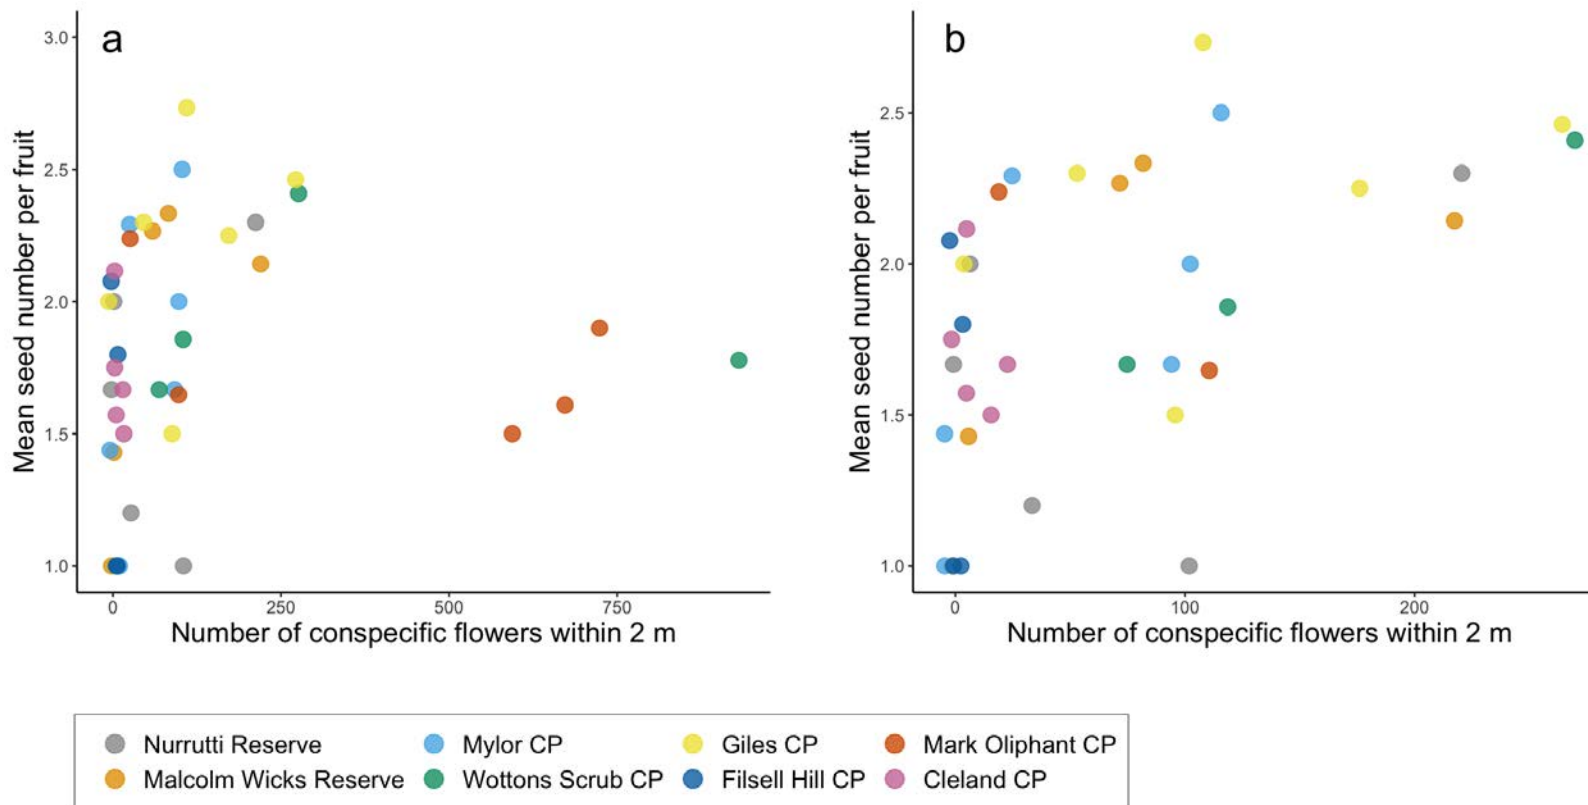 a
3.0
2.5
2.0
1.5
1.0
Mean seed number per fruit
0
250
500
750
Number of conspecific flowers within 2 m
b
2.5
2.0
1.5
1.0
Mean seed number per fruit
0
100
200
Number of conspecific flowers within 2 m
Nurrutti Reserve
Mylor CP
Giles CP
Mark Oliphant CP
Malcolm Wicks Reserve
Wottons Scrub CP
Filsell Hill CP
Cleland CP